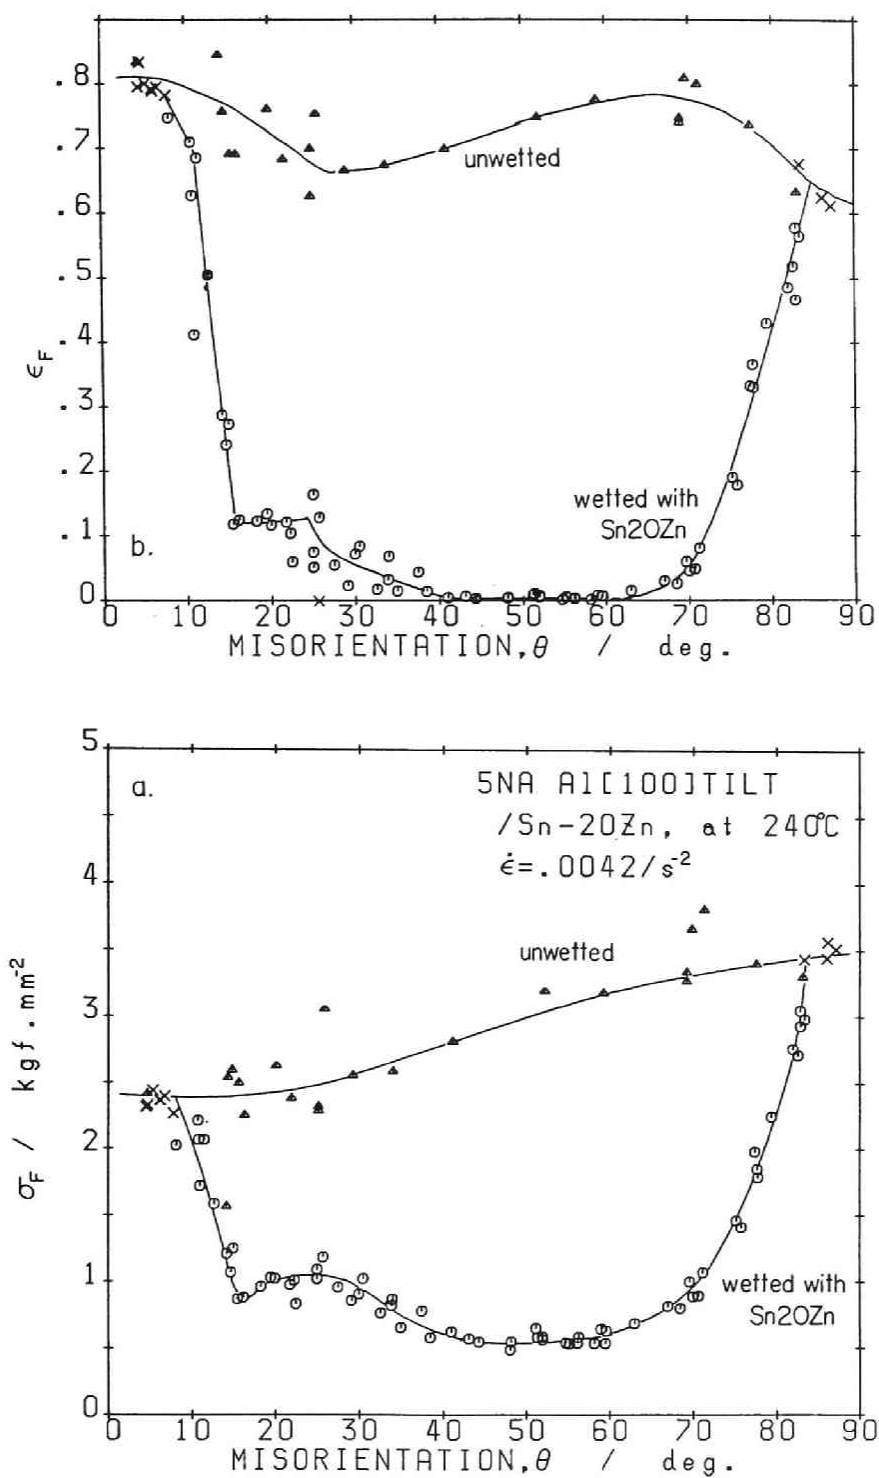 .8
.7
.6
.5
.4
.3
.2
.1
0
εF
unwetted
wetted with
Sn20Zn
b.
0 10 20 30 40 50 60 70 80 90
MISORIENTATION,θ / deg.
5
4
3
2
1
0
σF / kgf.mm-2
a.
5NA Al[100]TILT
/Sn-20Zn, at 240℃
ε̇=.0042/s-2
unwetted
wetted with
Sn20Zn
0 10 20 30 40 50 60 70 80 90
MISORIENTATION,θ / deg.